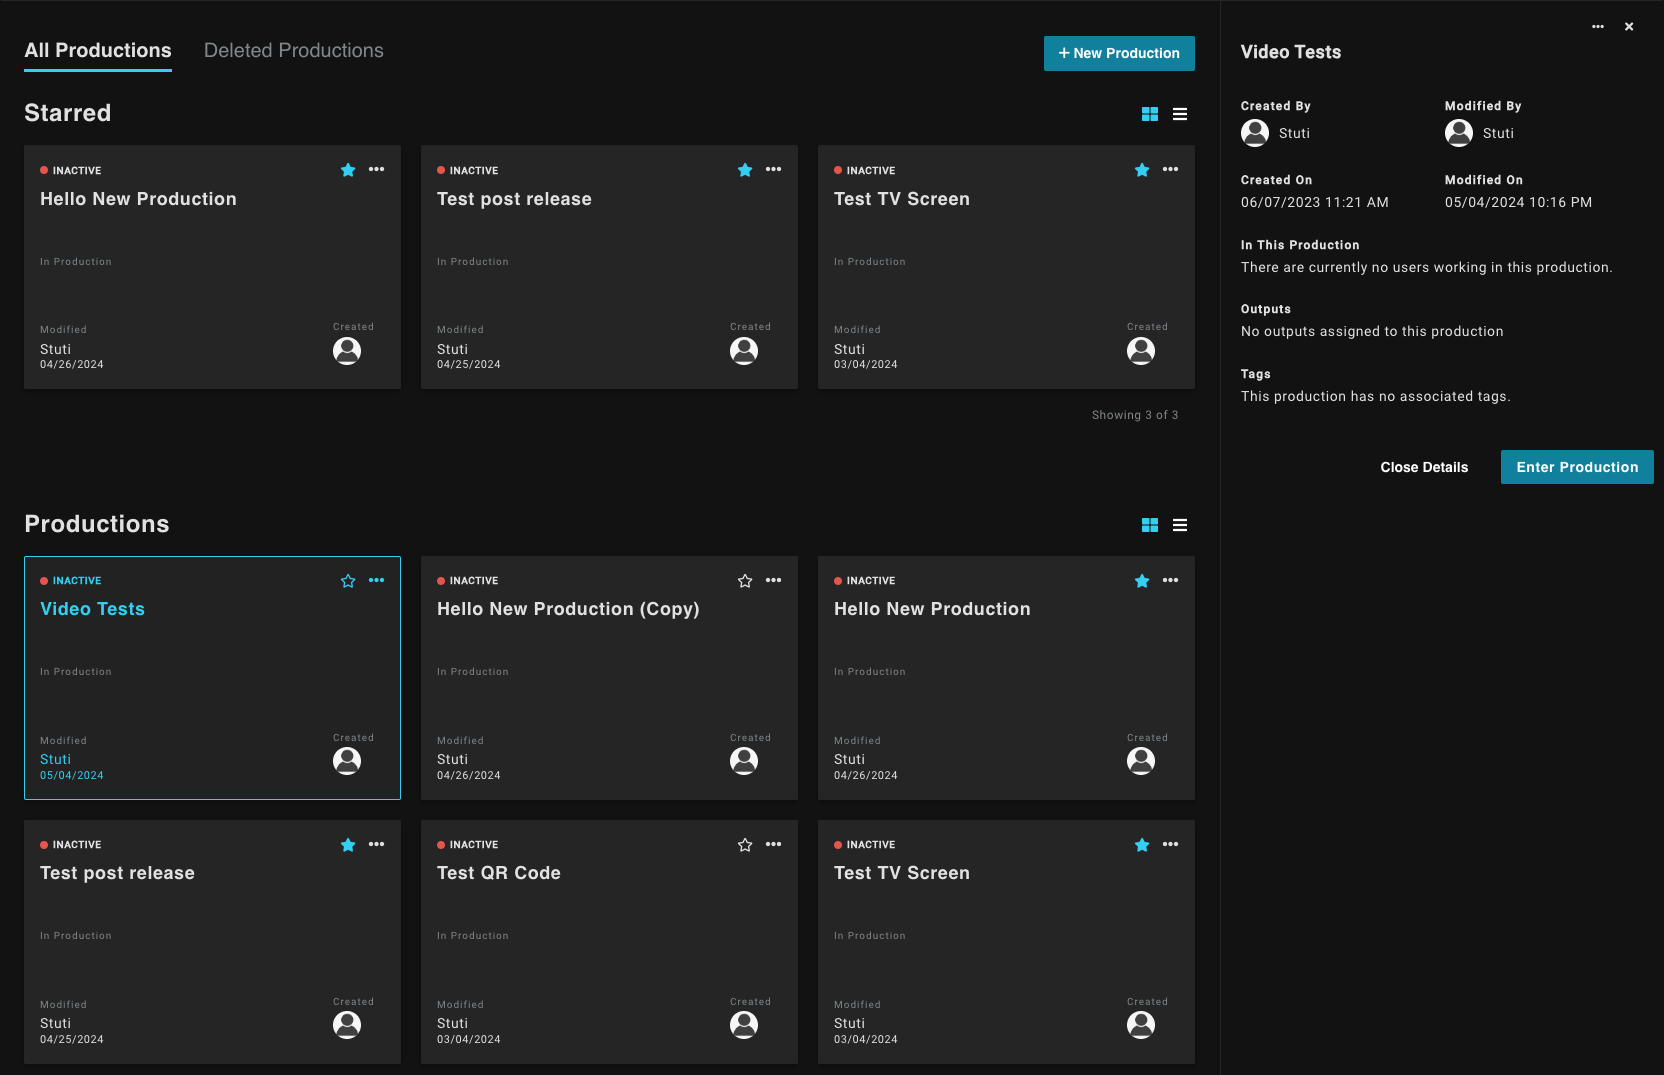 All Productions Deleted Productions
+ New Production
Starred
INACTIVE
Hello New Production
In Production
Modified
Stuti
04/26/2024
Created
INACTIVE
Test post release
In Production
Modified
Stuti
04/25/2024
Created
INACTIVE
Test TV Screen
In Production
Modified
Stuti
03/04/2024
Created
Showing 3 of 3
Productions
INACTIVE
Video Tests
In Production
Modified
Stuti
05/04/2024
Created
INACTIVE
Hello New Production (Copy)
In Production
Modified
Stuti
04/26/2024
Created
INACTIVE
Hello New Production
In Production
Modified
Stuti
04/26/2024
Created
INACTIVE
Test post release
In Production
Modified
Stuti
04/25/2024
Created
INACTIVE
Test QR Code
In Production
Modified
Stuti
03/04/2024
Created
INACTIVE
Test TV Screen
In Production
Modified
Stuti
03/04/2024
Created
Video Tests
Created By
Stuti
Modified By
Stuti
Created On
06/07/2023 11:21 AM
Modified On
05/04/2024 10:16 PM
In This Production
There are currently no users working in this production.
Outputs
No outputs assigned to this production
Tags
This production has no associated tags.
Close Details
Enter Production